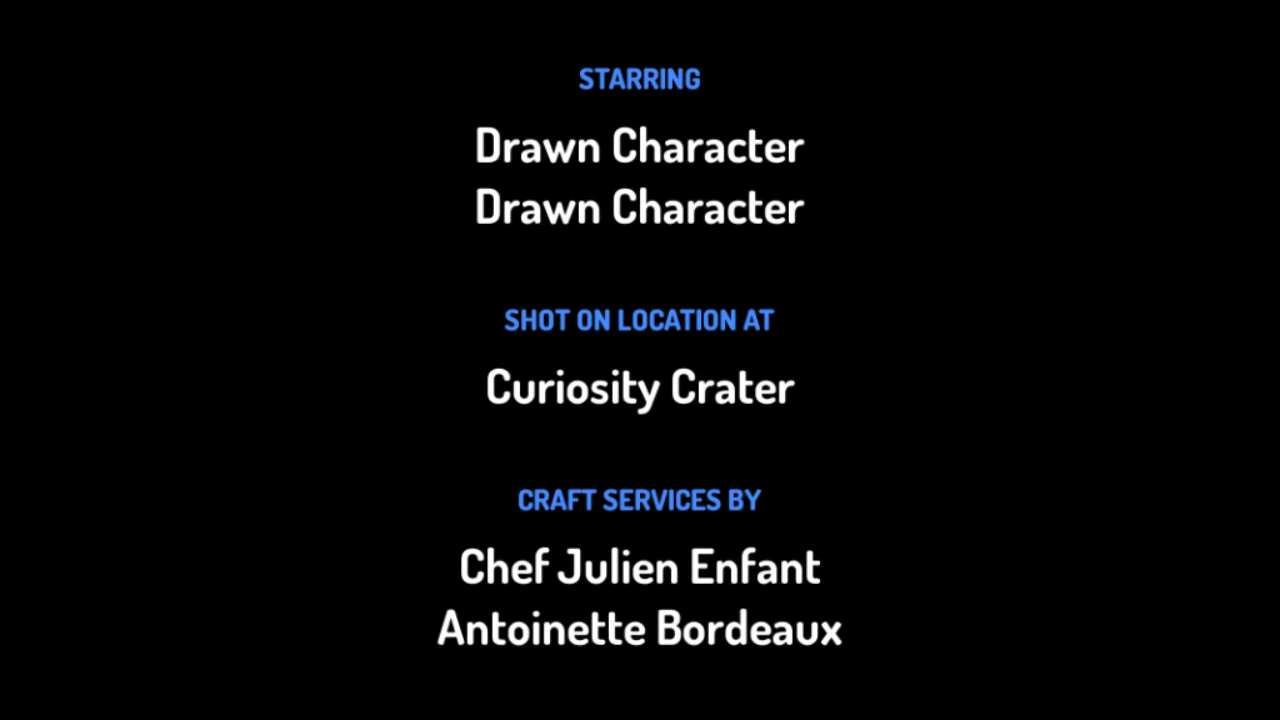 STARRING
Drawn Character
Drawn Character
SHOT ON LOCATION AT
Curiosity Crater
CRAFT SERVICES BY
Chef Julien Enfant
Antoinette Bordeaux